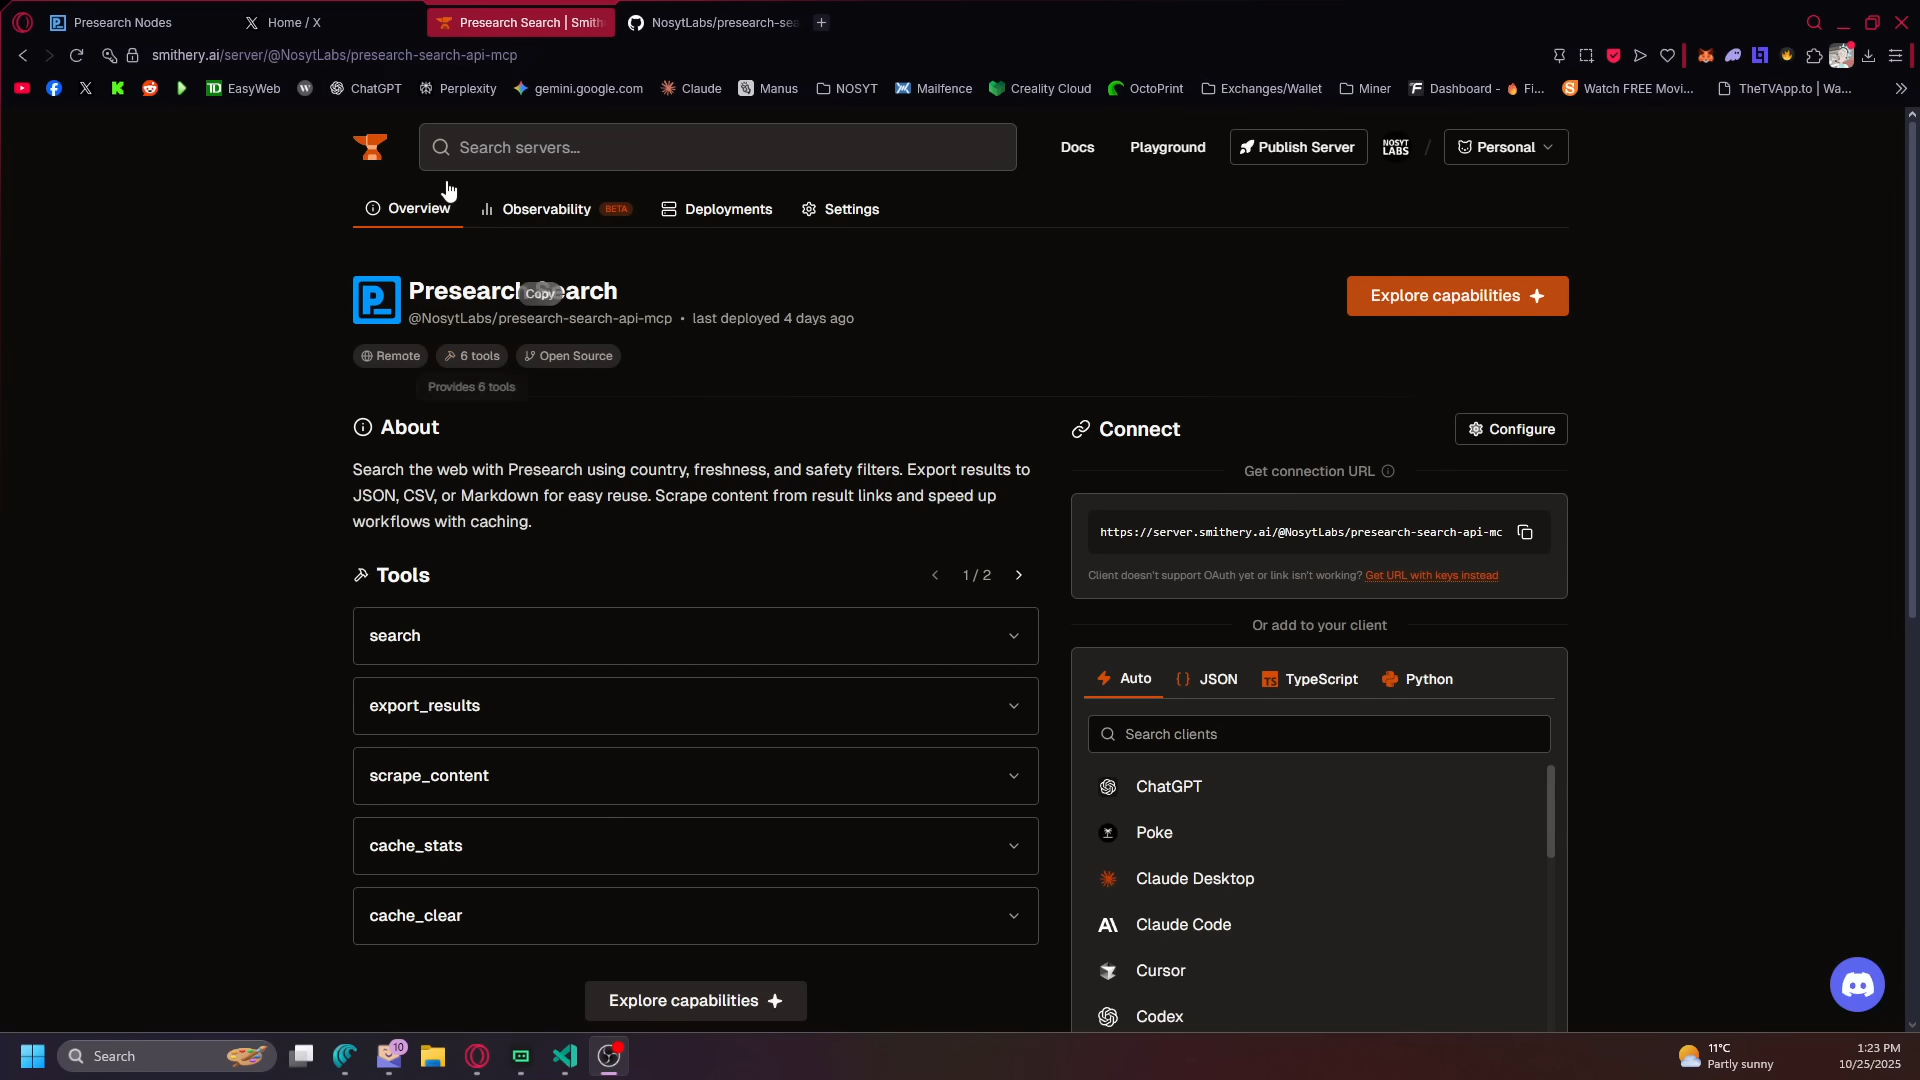 Presearch Nodes
Home / X
Presearch Search | Smith
NosytLabs/presearch-sea
smithery.ai/server/@NosytLabs/presearch-search-api-mcp
EasyWeb
ChatGPT
Perplexity
gemini.google.com
Claude
Manus
NOSYT
Mailfence
Creality Cloud
OctoPrint
Exchanges/Wallet
Miner
Dashboard - 🔥 Fi...
Watch FREE Movi...
TheTVApp.to | Wa...
Search servers...
Docs
Playground
Publish Server
NOSYT
LABS
/
Personal
Overview
Observability BETA
Deployments
Settings
Presearch Search
Copy
@NosytLabs/presearch-search-api-mcp • last deployed 4 days ago
Explore capabilities
Remote
6 tools
Open Source
Provides 6 tools
About
Search the web with Presearch using country, freshness, and safety filters. Export results to
JSON, CSV, or Markdown for easy reuse. Scrape content from result links and speed up
workflows with caching.
Tools
1 / 2
search
export_results
scrape_content
cache_stats
cache_clear
Explore capabilities
Connect
Configure
Get connection URL
https://server.smithery.ai/@NosytLabs/presearch-search-api-mc
Client doesn't support OAuth yet or link isn't working? Get URL with keys instead
Or add to your client
Auto
{ } JSON
TS TypeScript
Python
Search clients
ChatGPT
Poke
Claude Desktop
Claude Code
Cursor
Codex
Search
10
11°C
Partly sunny
1:23 PM
10/25/2025